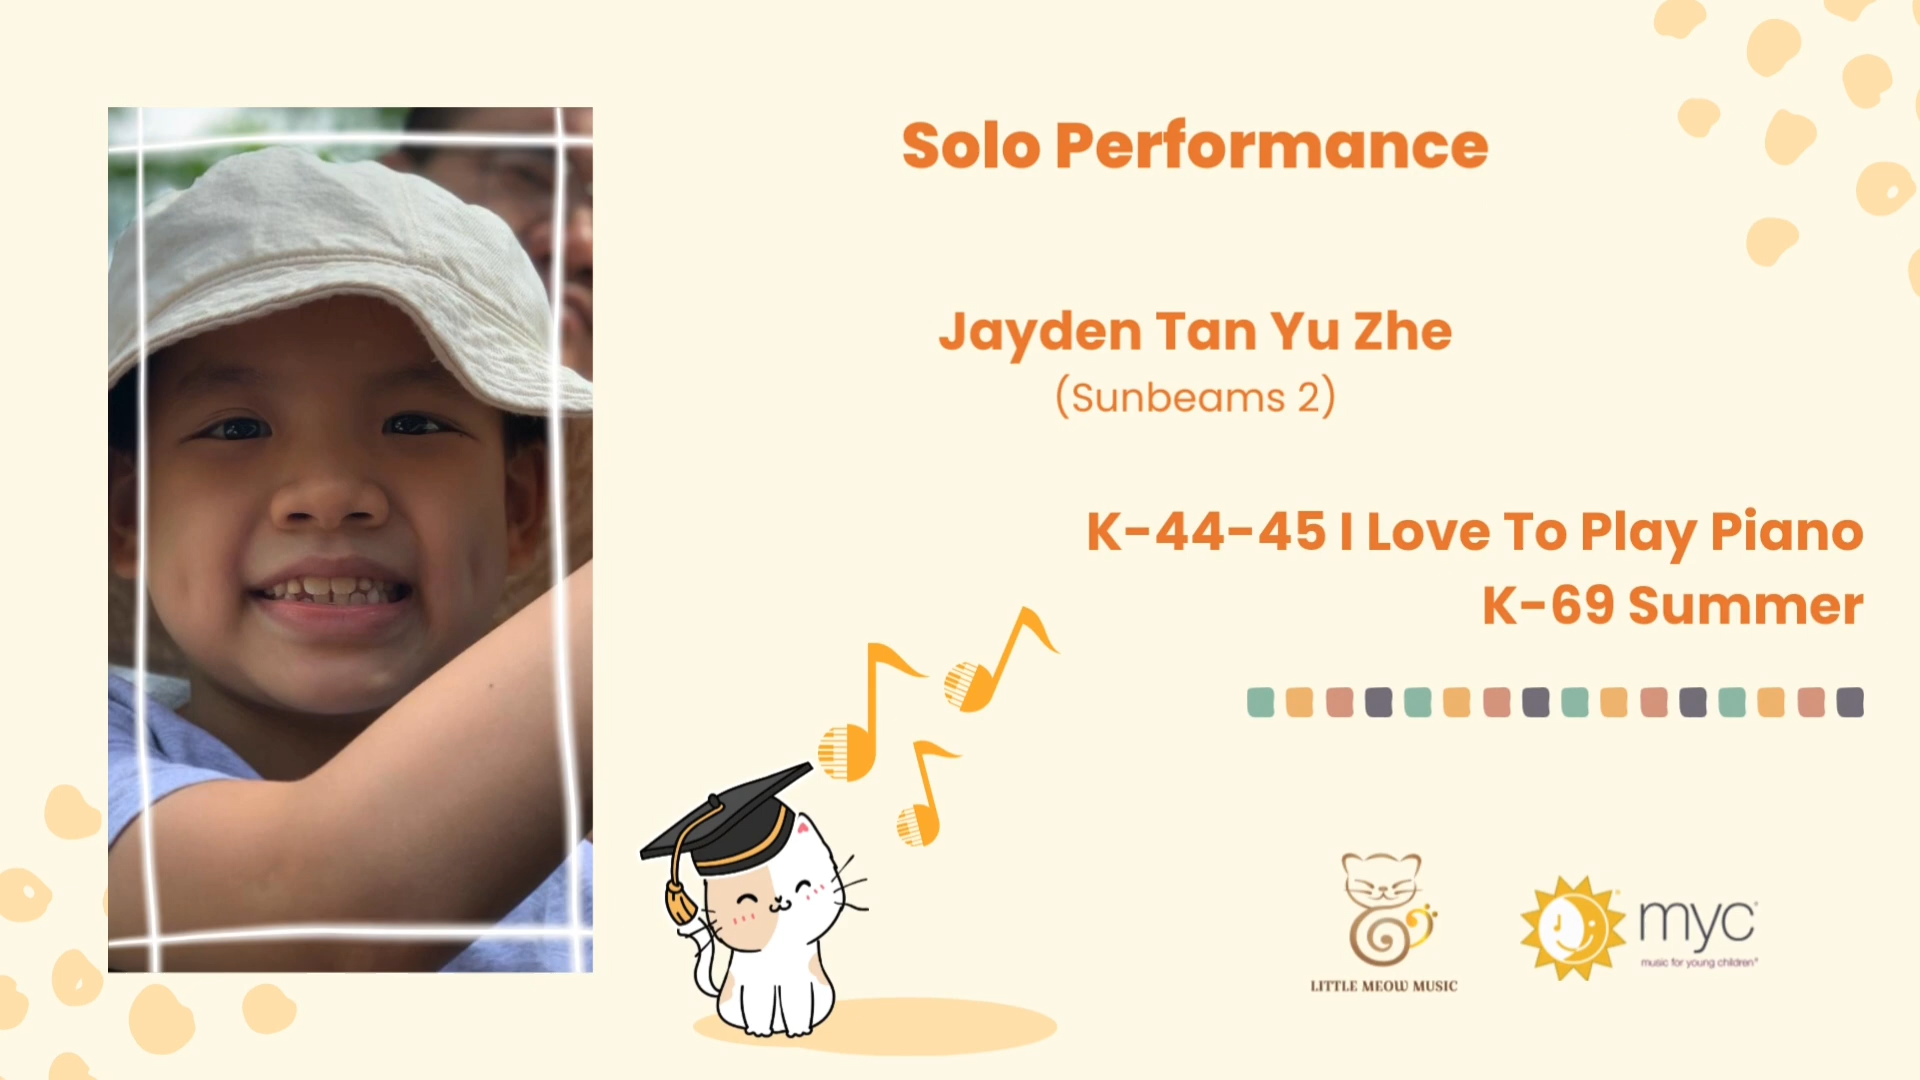 Solo Performance
Jayden Tan Yu Zhe
(Sunbeams 2)
K-44-45 I Love To Play Piano
K-69 Summer
LITTLE MEOW MUSIC
myc
music for young children®